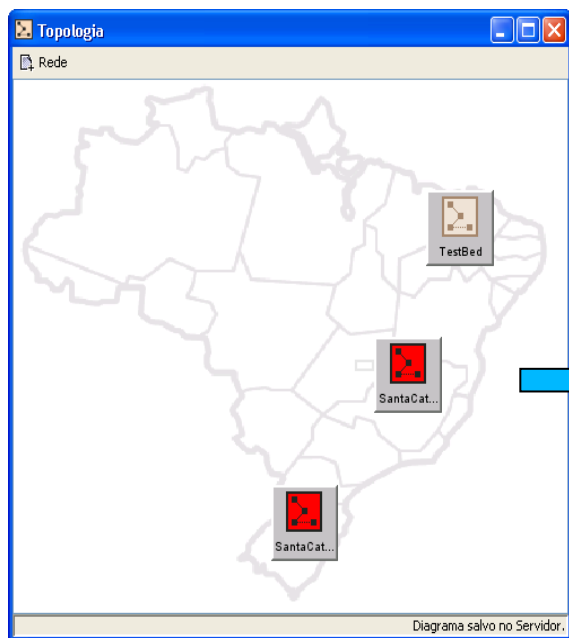 Topologia
Rede
TestBed
SantaCat...
SantaCat...
Diagrama salvo no Servidor.